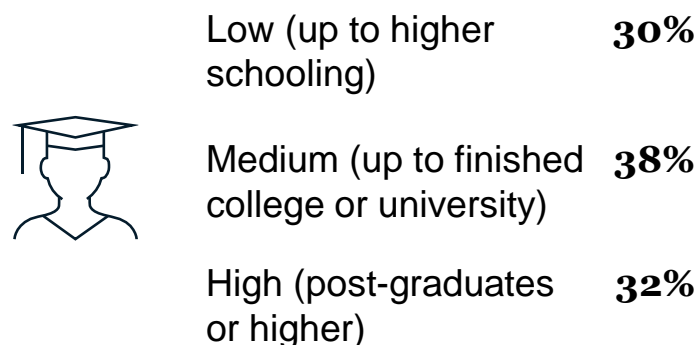 Low (up to higher 30%
schooling)
Medium (up to finished 38%
college or university)
High (post-graduates 32%
or higher)